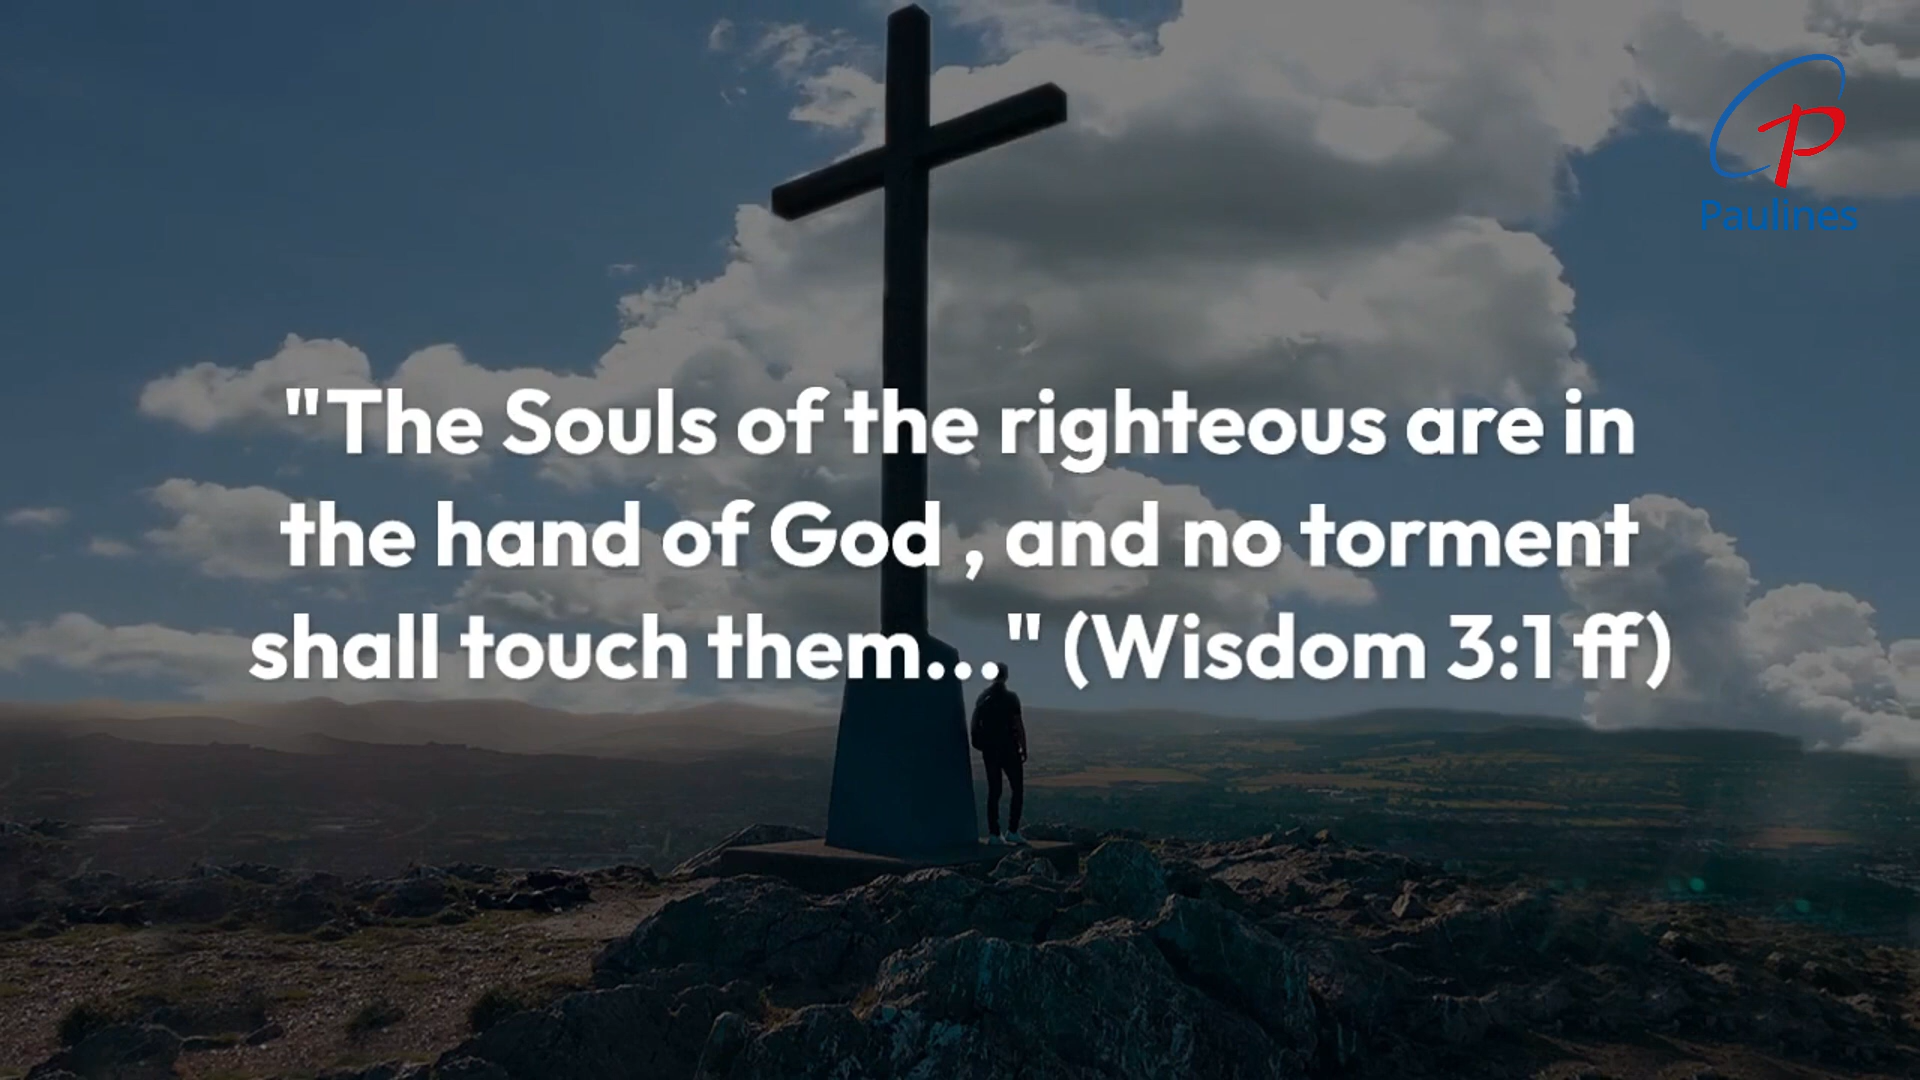 Paulines
"The Souls of the righteous are in
the hand of God , and no torment
shall touch them..." (Wisdom 3:1 ff)